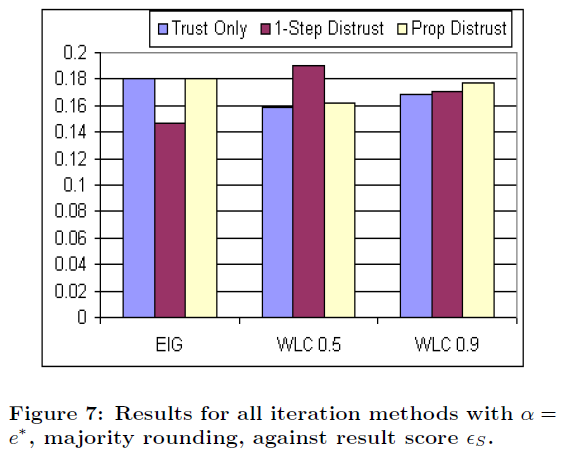 Trust Only 1-Step Distrust Prop Distrust
0.2
0.18
0.16
0.14
0.12
0.1
0.08
0.06
0.04
0.02
0
EIG WLC 0.5 WLC 0.9
Figure 7: Results for all iteration methods with α =
e*, majority rounding, against result score ϵS.